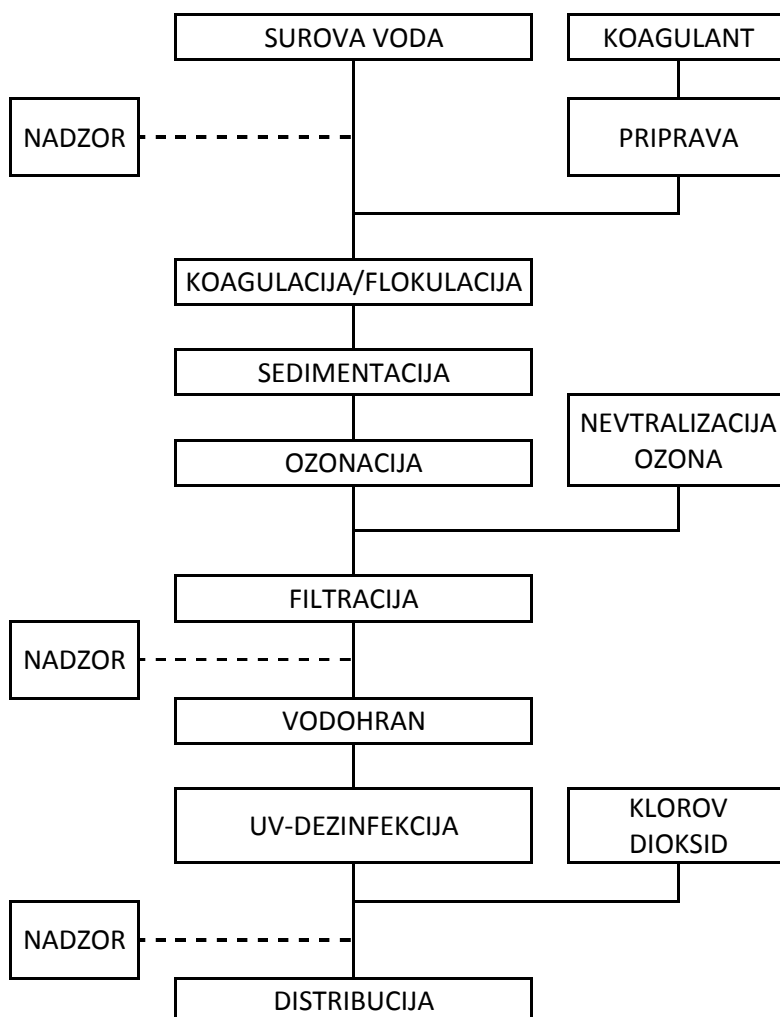 SUROVA VODA
KOAGULANT
NADZOR
PRIPRAVA
KOAGULACIJA/FLOKULACIJA
SEDIMENTACIJA
NEVTRALIZACIJA
OZONA
OZONACIJA
FILTRACIJA
NADZOR
VODOHRAN
UV-DEZINFEKCIJA
KLOROV
DIOKSID
NADZOR
DISTRIBUCIJA